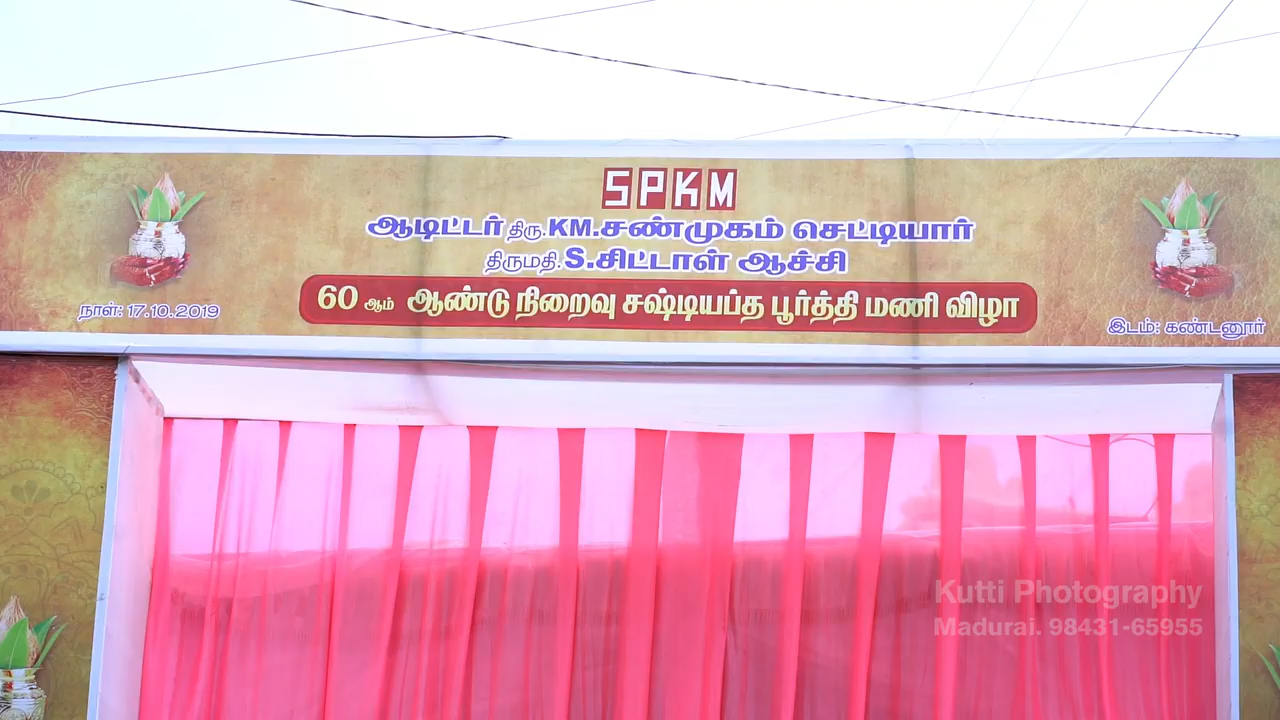 SPKM
ஆடிட்டர் திரு.KM.சண்முகம் செட்டியார்
திருமதி.S.சிட்டாள் ஆச்சி
60 ஆம் ஆண்டு நிறைவு சஷ்டியப்த பூர்த்தி மணி விழா
நாள்: 17.10.2019
இடம்: கண்டனூர்
Kutti Photography
Madurai. 98431-65955